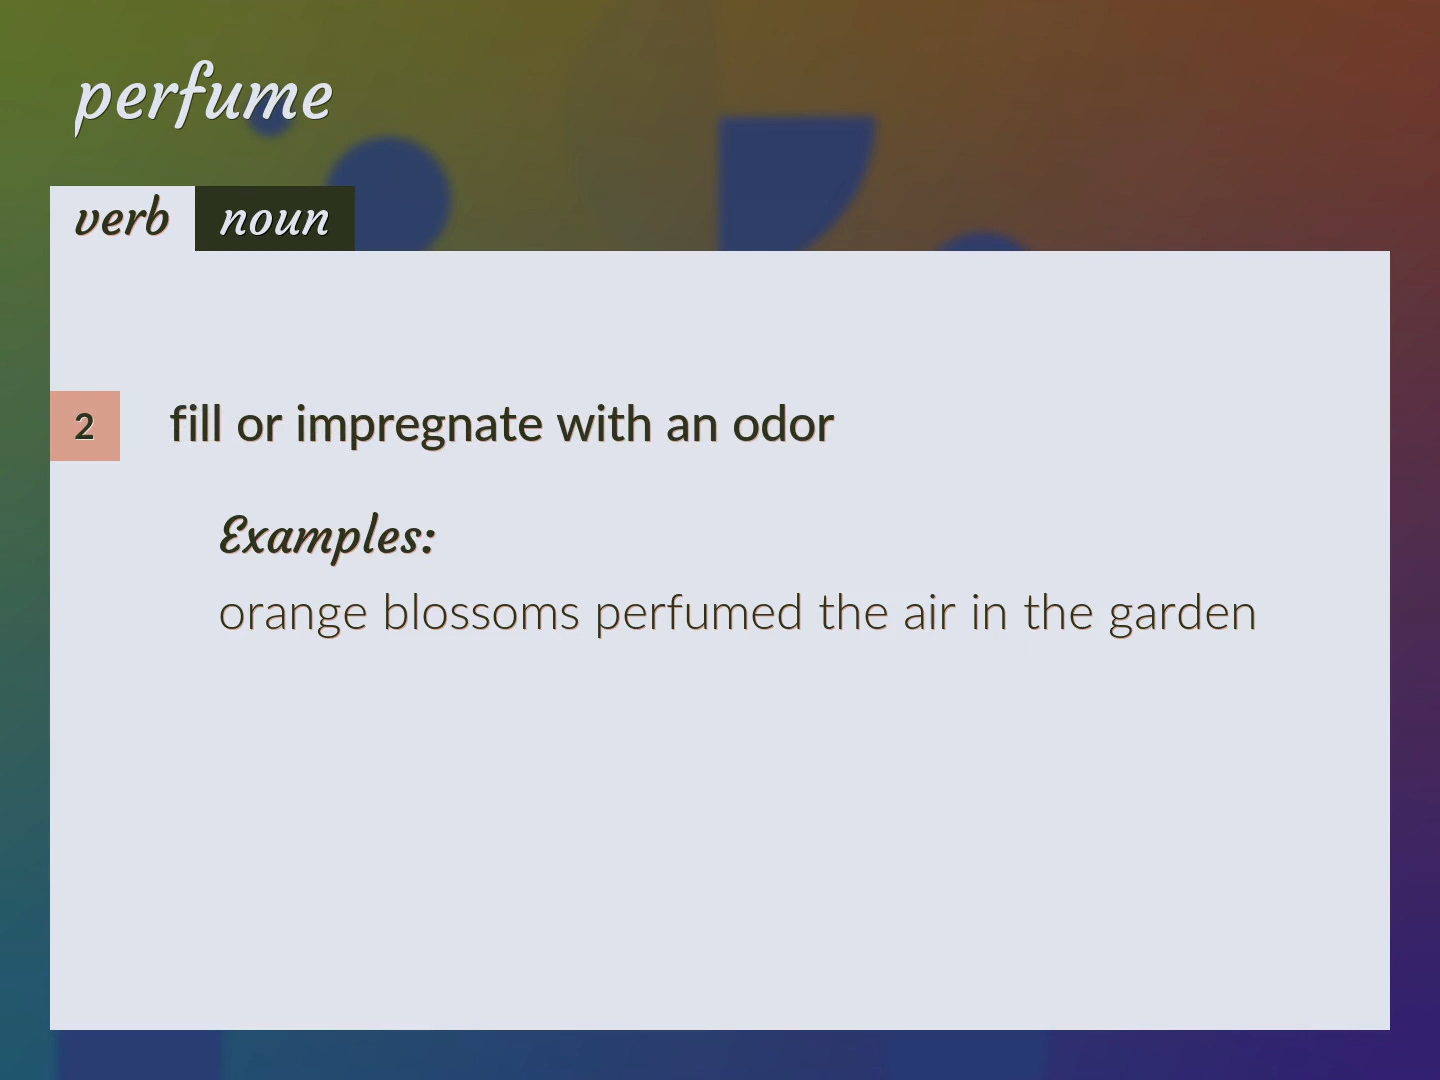 perfume
verb noun
2 fill or impregnate with an odor
Examples:
orange blossoms perfumed the air in the garden